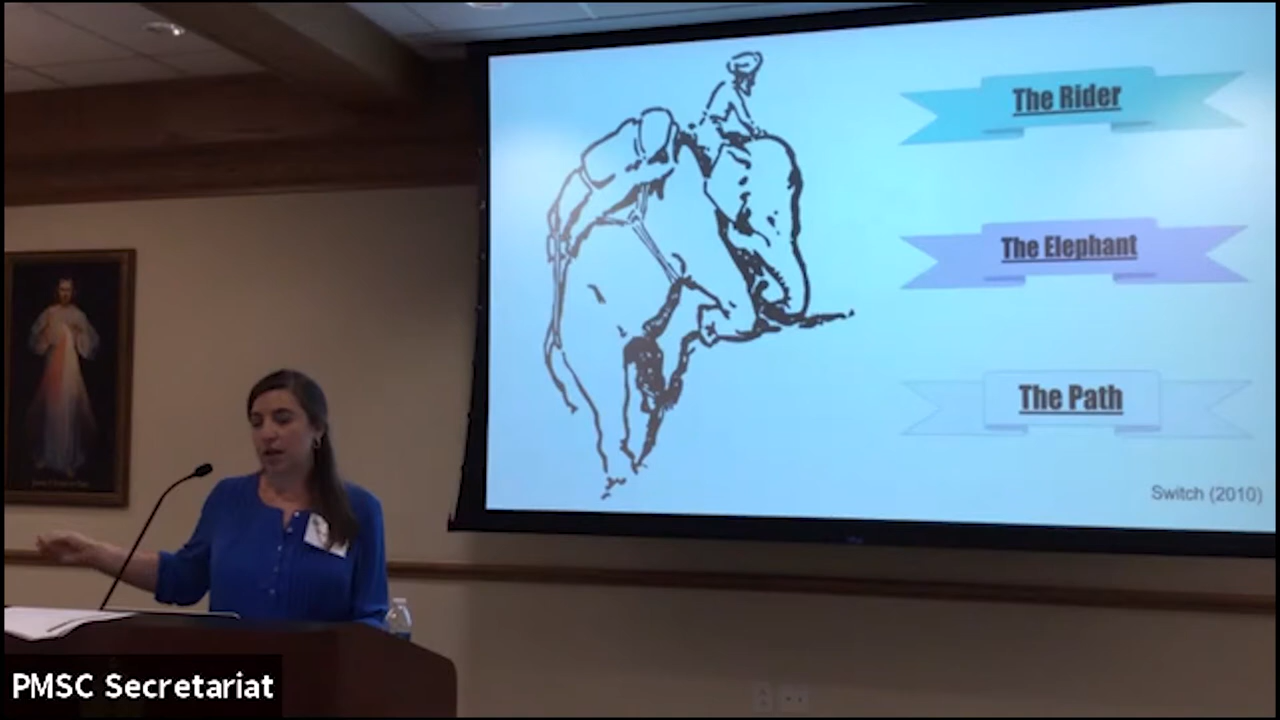 The Rider
The Elephant
The Path
Switch (2010)
PMSC Secretariat